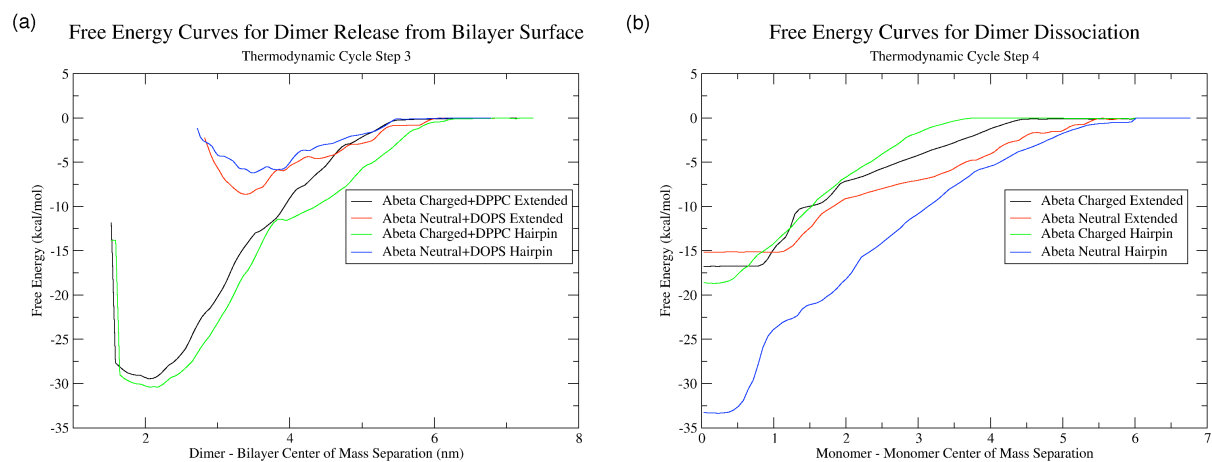 (a)
Free Energy Curves for Dimer Release from Bilayer Surface
Thermodynamic Cycle Step 3
Free Energy (kcal/mol)
5
0
-5
-10
-15
-20
-25
-30
-35
2
4
6
8
Dimer - Bilayer Center of Mass Separation (nm)
Abeta Charged+DPPC Extended
Abeta Neutral+DOPS Extended
Abeta Charged+DPPC Hairpin
Abeta Neutral+DOPS Hairpin
(b)
Free Energy Curves for Dimer Dissociation
Thermodynamic Cycle Step 4
Free Energy (kcal/mol)
5
0
-5
-10
-15
-20
-25
-30
-35
0
1
2
3
4
5
6
7
Monomer - Monomer Center of Mass Separation
Abeta Charged Extended
Abeta Neutral Extended
Abeta Charged Hairpin
Abeta Neutral Hairpin